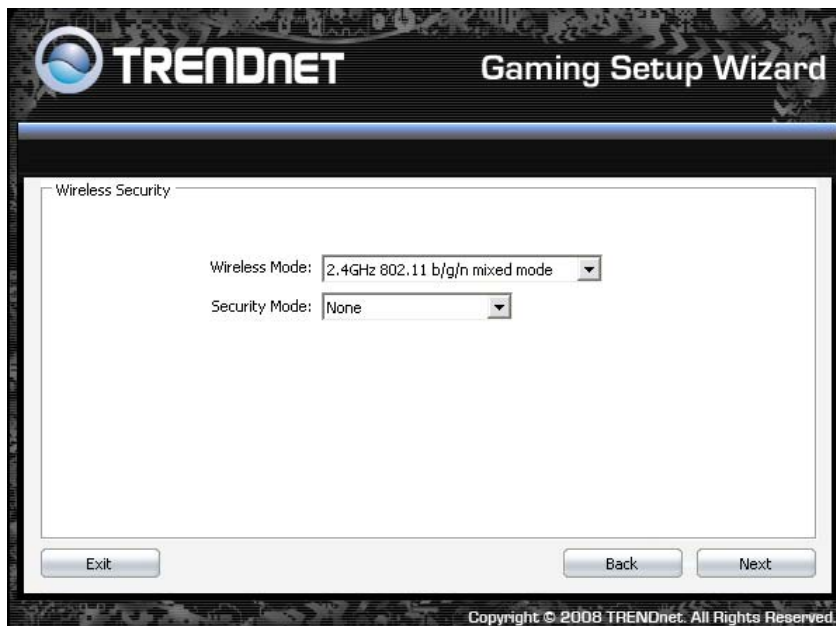 TRENDNET
Gaming Setup Wizard
Wireless Security
Wireless Mode: 2.4GHz 802.11 b/g/n mixed mode
Security Mode: None
Exit Back Next
Copyright © 2008 TRENDnet. All Rights Reserved.